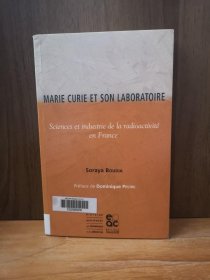 MARIE CURIE ET SON LABORATOIRE
Sciences et industrie de la radioactivité
en France
Soraya Boudia
Préface de Dominique Pestre